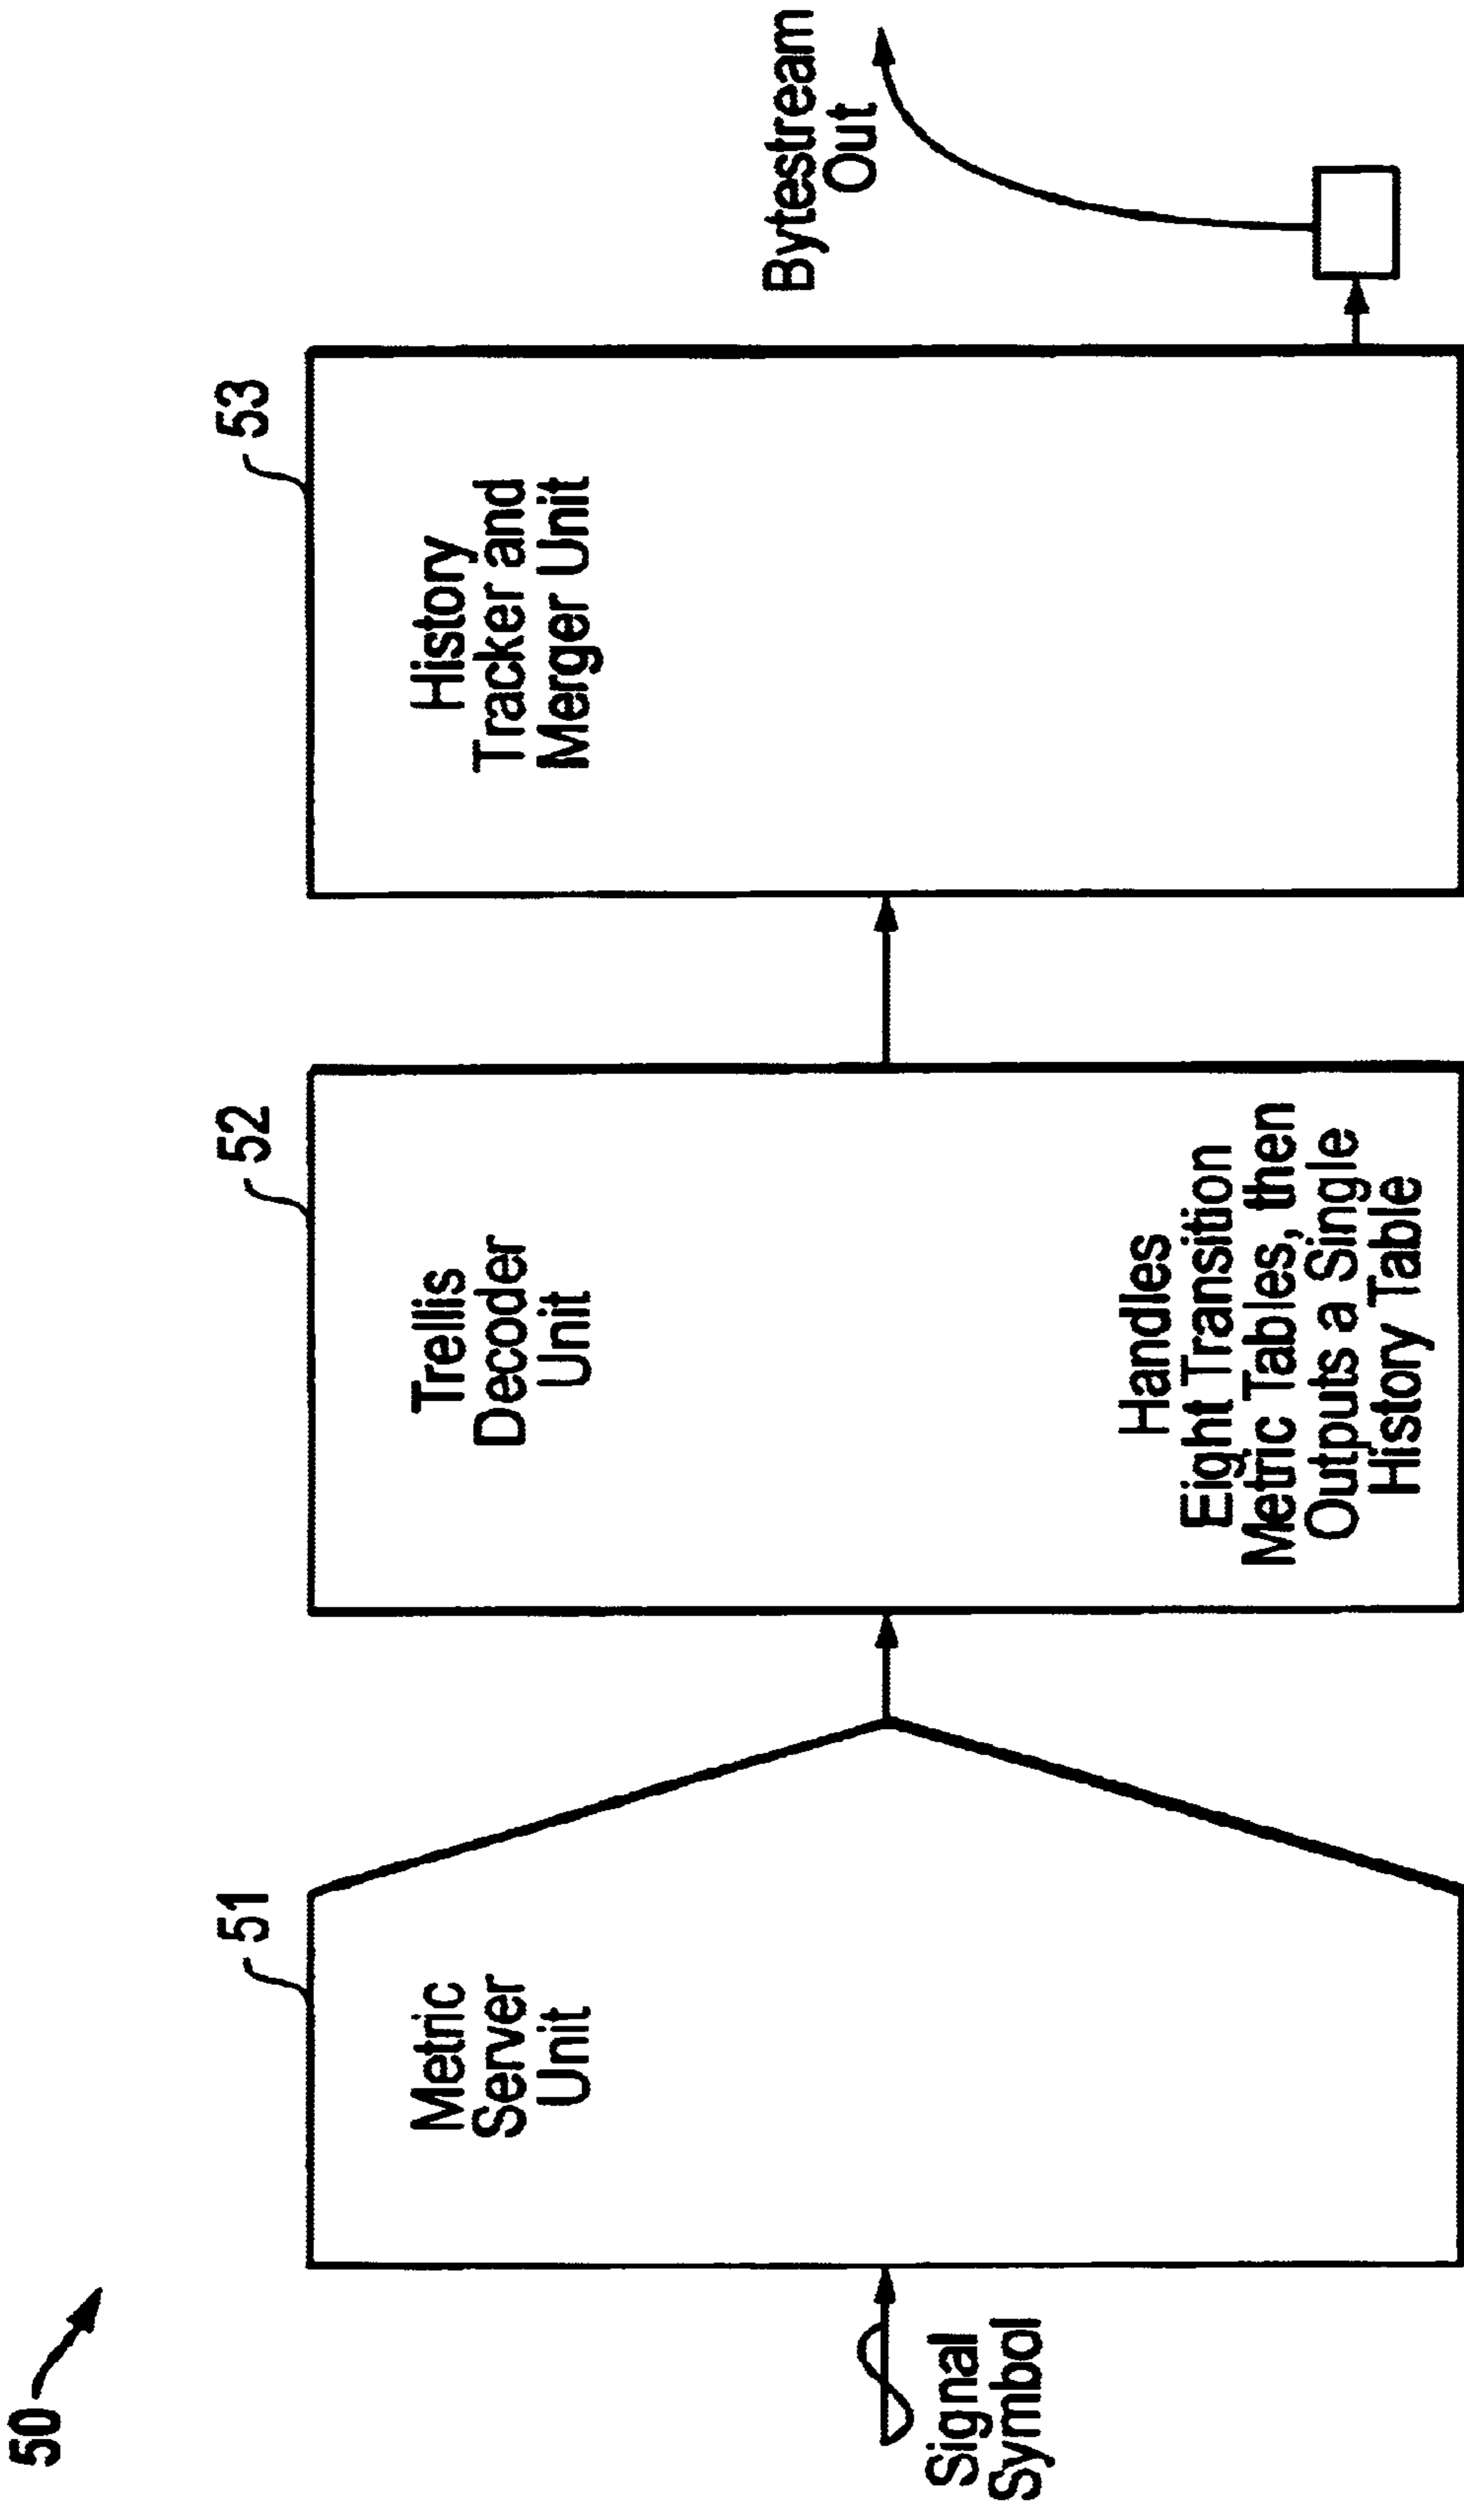 50
Signal
Symbol
51
Metric
Server
Unit
52
Trellis
Decoder
Unit
Handles
Eight Transition
Metric Tables, then
Outputs a Single
History Table
53
History
Tracker and
Marger Unit
Bytestream
Out